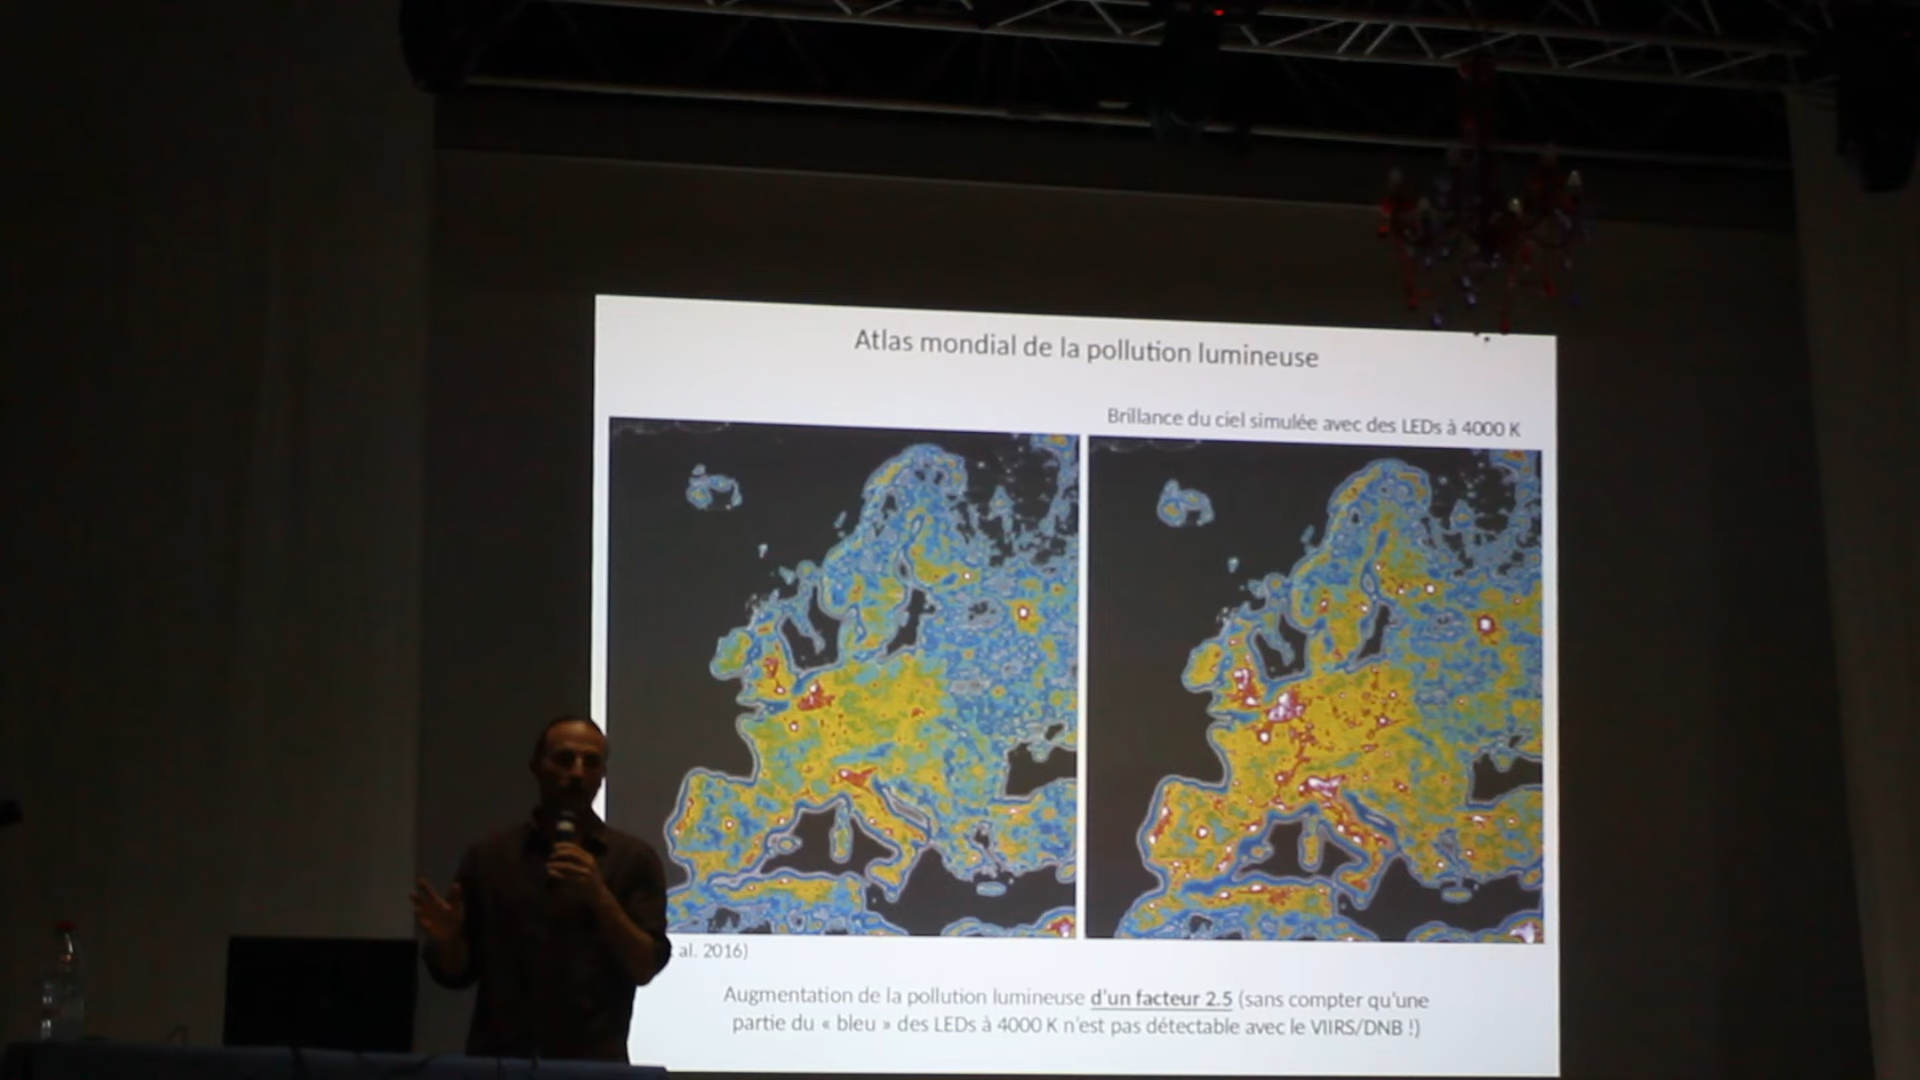 Atlas mondial de la pollution lumineuse
Brillance du ciel simulée avec des LEDs à 4000 K
al. 2016)
Augmentation de la pollution lumineuse d'un facteur 2.5 (sans compter qu'une
partie du « bleu » des LEDs à 4000 K n'est pas détectable avec le VIIRS/DNB !)